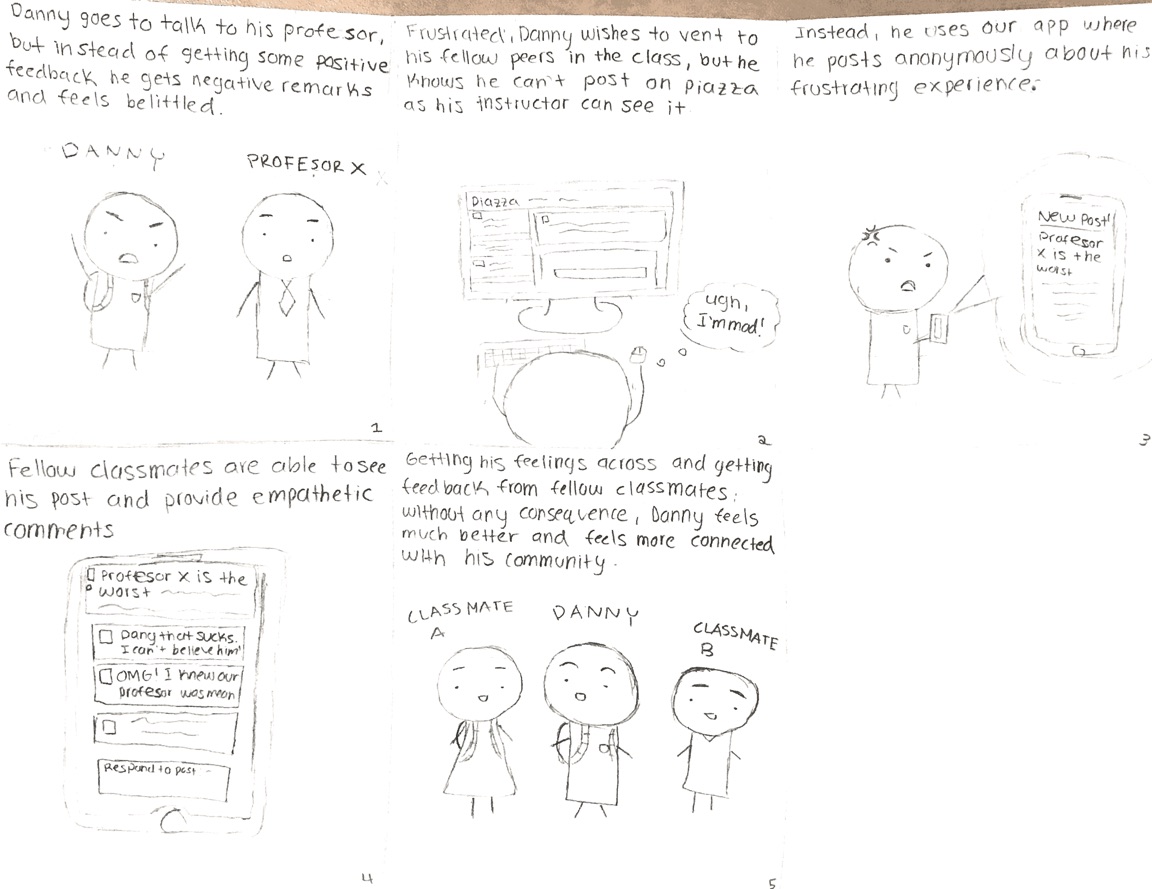 Danny goes to talk to his profesor,
but instead of getting some positive
feedback he gets negative remarks
and feels belittled.
DANNY
PROFESOR X
1
Frustrated, Danny wishes to vent to
his fellow peers in the class, but he
knows he can't post on piazza
as his instructor can see it
Piazza
ugh,
I'm mad!
2
Instead, he uses our app where
he posts anonymously about his
frustrating experience.
New Post!
Profesor
X is the
worst
3
Fellow classmates are able to see
his post and provide empathetic
comments
Profesor X is the
worst
Dang that sucks.
I can't believe him!
OMG! I knew our
profesor was mean
Respond to post
4
Getting his feelings across and getting
feedback from fellow classmates,
without any consequence, Danny feels
much better and feels more connected
with his community.
CLASSMATE
A
DANNY
CLASSMATE
B
5